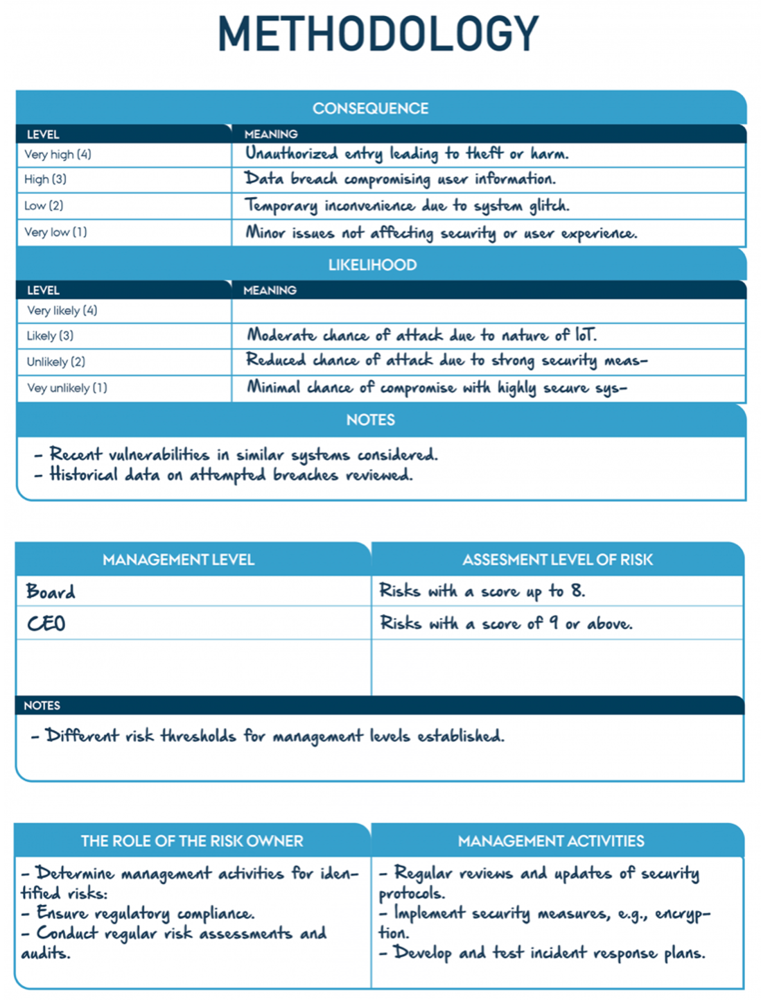 METHODOLOGY
CONSEQUENCE
LEVEL MEANING
Very high (4) Unauthorized entry leading to theft or harm.
High (3) Data breach compromising user information.
Low (2) Temporary inconvenience due to system glitch.
Very low (1) Minor issues not affecting security or user experience.
LIKELIHOOD
LEVEL MEANING
Very likely (4)
Likely (3) Moderate chance of attack due to nature of IoT.
Unlikely (2) Reduced chance of attack due to strong security meas-
Vey unlikely (1) Minimal chance of compromise with highly secure sys-
NOTES
- Recent vulnerabilities in similar systems considered.
- Historical data on attempted breaches reviewed.
MANAGEMENT LEVEL ASSESMENT LEVEL OF RISK
Board Risks with a score up to 8.
CEO Risks with a score of 9 or above.
NOTES
- Different risk thresholds for management levels established.
THE ROLE OF THE RISK OWNER
- Determine management activities for iden-
tified risks:
- Ensure regulatory compliance.
- Conduct regular risk assessments and
audits.
MANAGEMENT ACTIVITIES
- Regular reviews and updates of security
protocols.
- Implement security measures, e.g., encryp-
tion.
- Develop and test incident response plans.